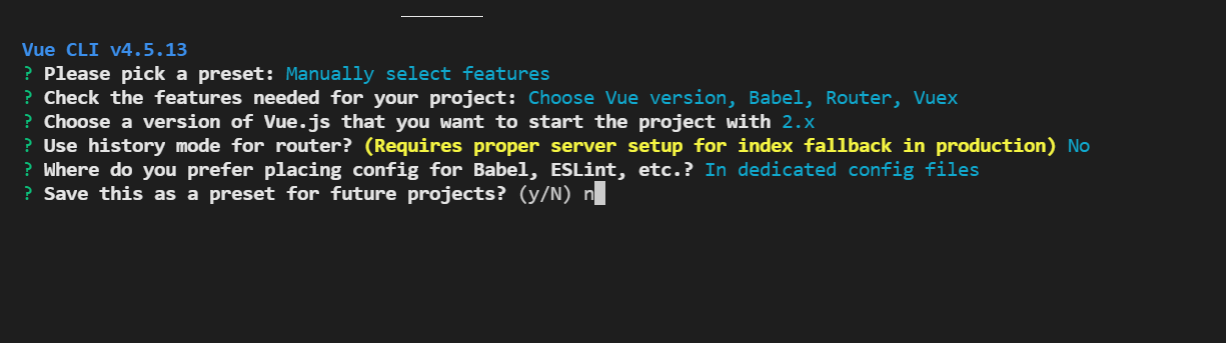 Vue CLI v4.5.13
? Please pick a preset: Manually select features
? Check the features needed for your project: Choose Vue version, Babel, Router, Vuex
? Choose a version of Vue.js that you want to start the project with 2.x
? Use history mode for router? (Requires proper server setup for index fallback in production) No
? Where do you prefer placing config for Babel, ESLint, etc.? In dedicated config files
? Save this as a preset for future projects? (y/N) n